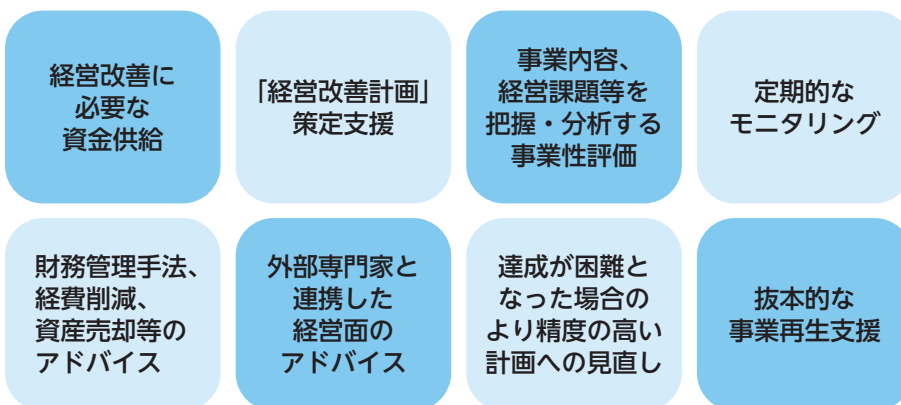 経営改善に
必要な
資金供給
「経営改善計画」
策定支援
事業内容、
経営課題等を
把握・分析する
事業性評価
定期的な
モニタリング
財務管理手法、
経費削減、
資産売却等の
アドバイス
外部専門家と
連携した
経営面の
アドバイス
達成が困難と
なった場合の
より精度の高い
計画への見直し
抜本的な
事業再生支援